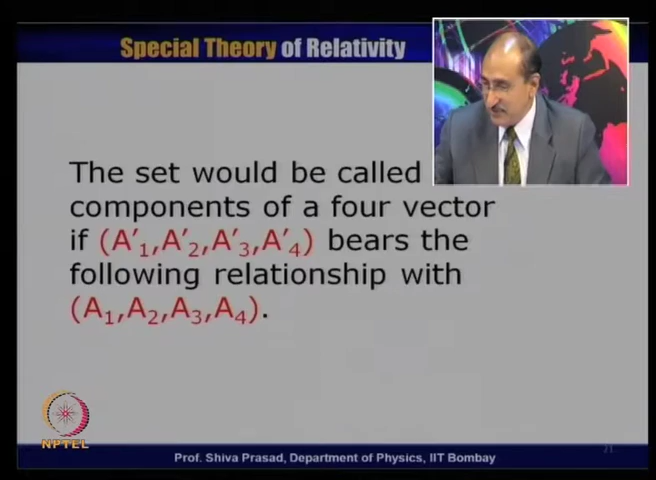 Special Theory of Relativity
The set would be called
components of a four vector
if (A′₁,A′₂,A′₃,A′₄) bears the
following relationship with
(A₁,A₂,A₃,A₄).
NPTEL
Prof. Shiva Prasad, Department of Physics, IIT Bombay